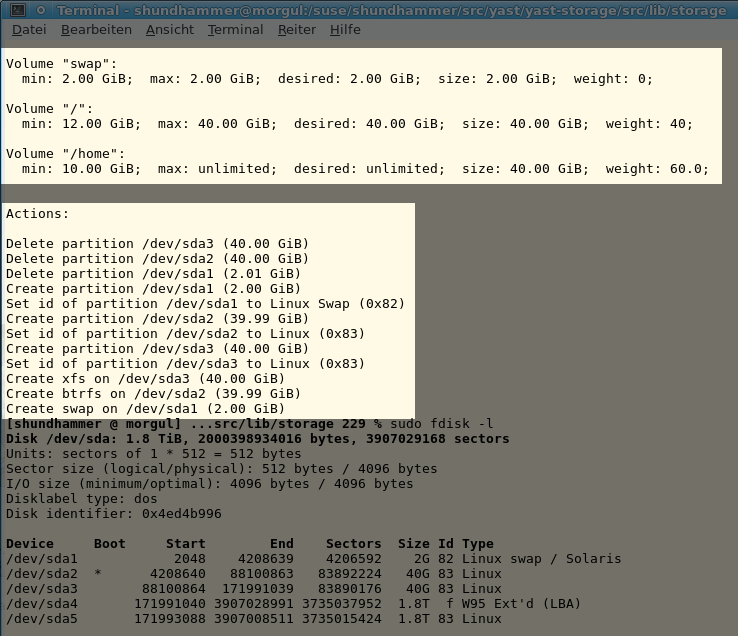 Terminal - shundhammer@morgul:/suse/shundhammer/src/yast/yast-storage/src/lib/storage
Datei Bearbeiten Ansicht Terminal Reiter Hilfe
Volume "swap":
  min: 2.00 GiB;  max: 2.00 GiB;  desired: 2.00 GiB;  size: 2.00 GiB;  weight: 0;
Volume "/":
  min: 12.00 GiB;  max: 40.00 GiB;  desired: 40.00 GiB;  size: 40.00 GiB;  weight: 40;
Volume "/home":
  min: 10.00 GiB;  max: unlimited;  desired: unlimited;  size: 40.00 GiB;  weight: 60.0;
Actions:
Delete partition /dev/sda3 (40.00 GiB)
Delete partition /dev/sda2 (40.00 GiB)
Delete partition /dev/sda1 (2.01 GiB)
Create partition /dev/sda1 (2.00 GiB)
Set id of partition /dev/sda1 to Linux Swap (0x82)
Create partition /dev/sda2 (39.99 GiB)
Set id of partition /dev/sda2 to Linux (0x83)
Create partition /dev/sda3 (40.00 GiB)
Set id of partition /dev/sda3 to Linux (0x83)
Create xfs on /dev/sda3 (40.00 GiB)
Create btrfs on /dev/sda2 (39.99 GiB)
Create swap on /dev/sda1 (2.00 GiB)
[shundhammer @ morgul] ...src/lib/storage 229 % sudo fdisk -l
Disk /dev/sda: 1.8 TiB, 2000398934016 bytes, 3907029168 sectors
Units: sectors of 1 * 512 = 512 bytes
Sector size (logical/physical): 512 bytes / 4096 bytes
I/O size (minimum/optimal): 4096 bytes / 4096 bytes
Disklabel type: dos
Disk identifier: 0x4ed4b996
Device     Boot     Start        End    Sectors  Size Id Type
/dev/sda1            2048    4208639    4206592    2G 82 Linux swap / Solaris
/dev/sda2  *      4208640   88100863   83892224   40G 83 Linux
/dev/sda3        88100864  171991039   83890176   40G 83 Linux
/dev/sda4       171991040 3907028991 3735037952  1.8T  f W95 Ext'd (LBA)
/dev/sda5       171993088 3907008511 3735015424  1.8T 83 Linux